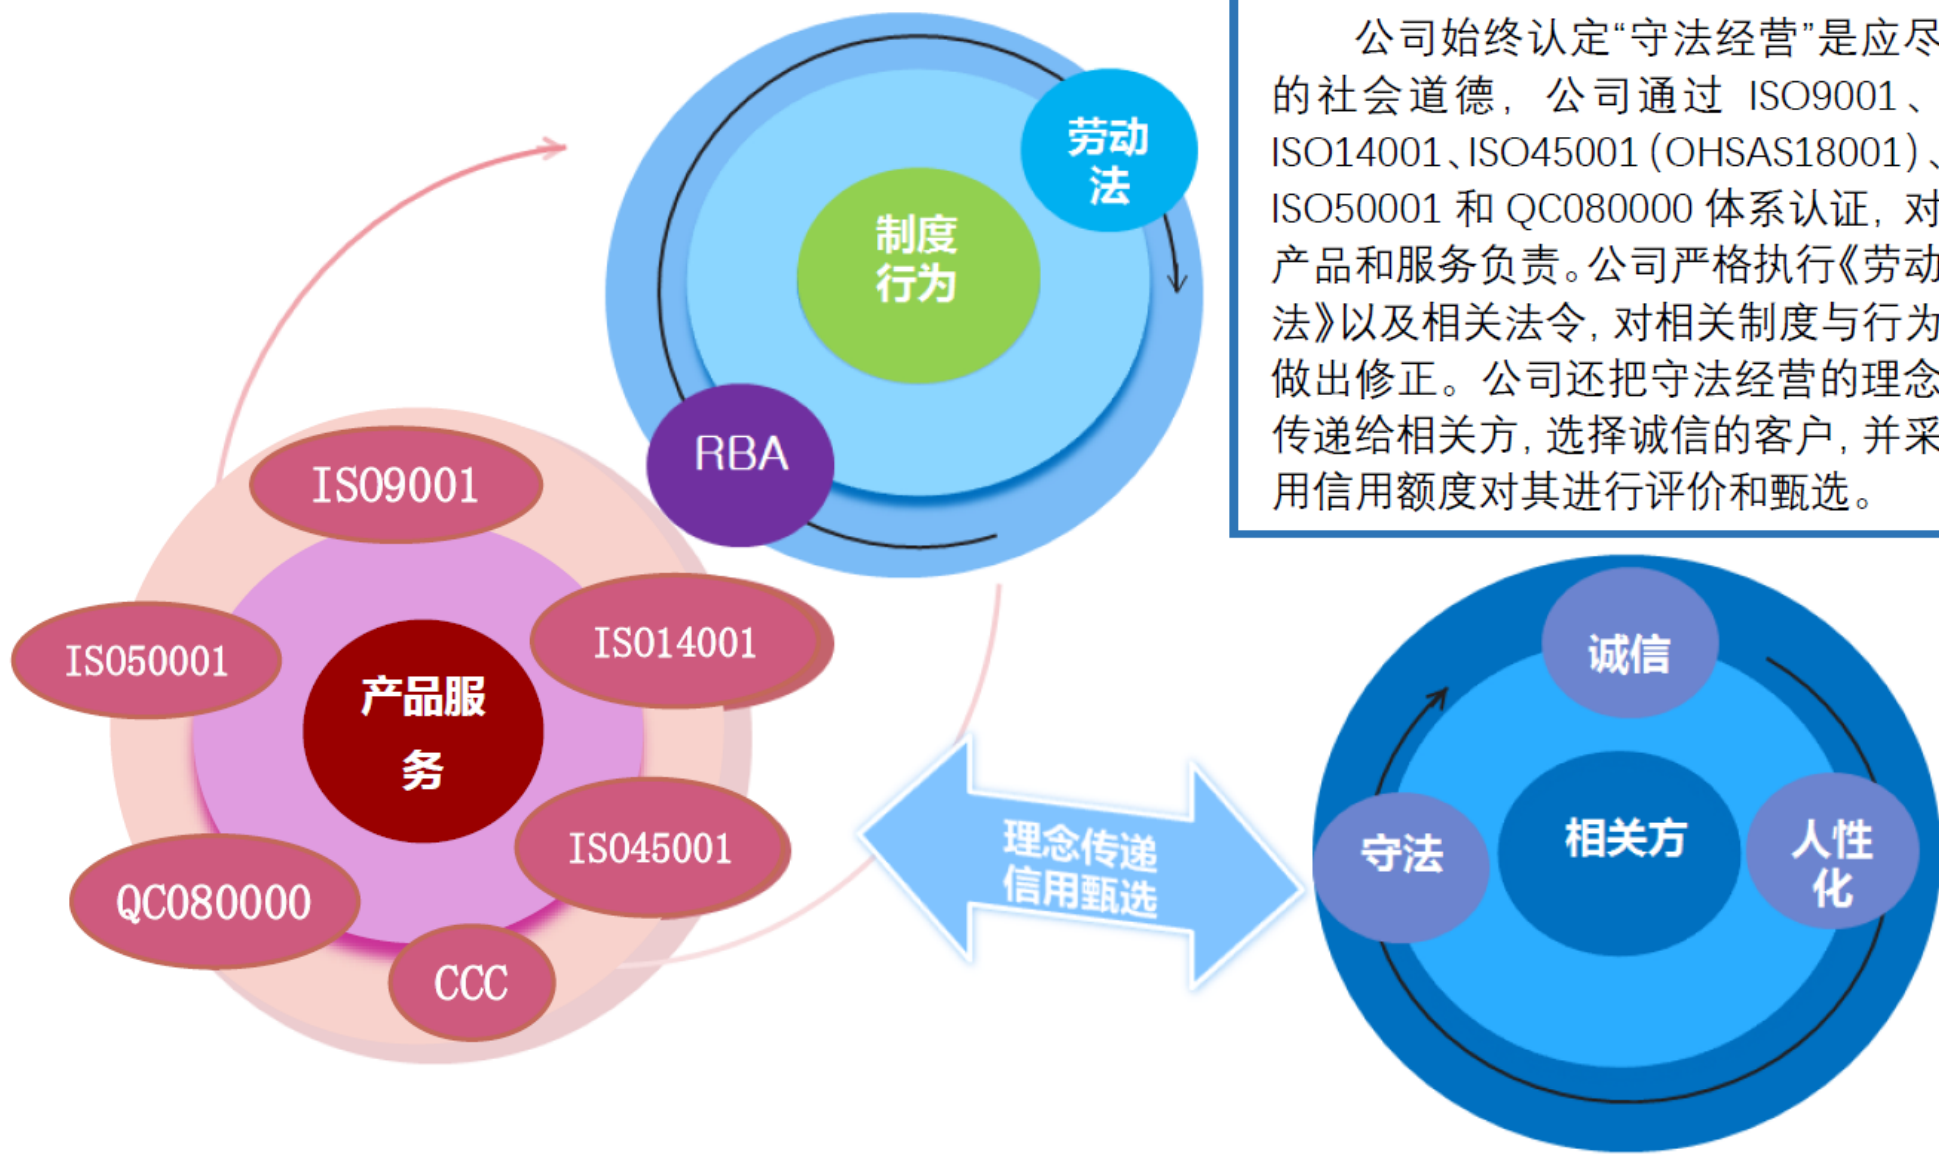 公司始终认定“守法经营”是应尽
的社会道德，公司通过 ISO9001、
ISO14001、ISO45001（OHSAS18001）、
ISO50001 和 QC080000 体系认证，对
产品和服务负责。公司严格执行《劳动
法》以及相关法令，对相关制度与行为
做出修正。公司还把守法经营的理念
传递给相关方，选择诚信的客户，并采
用信用额度对其进行评价和甄选。
劳动
法
制度
行为
RBA
ISO9001
ISO50001
ISO14001
产品服
务
ISO45001
QC080000
CCC
理念传递
信用甄选
诚信
守法
相关方
人性
化